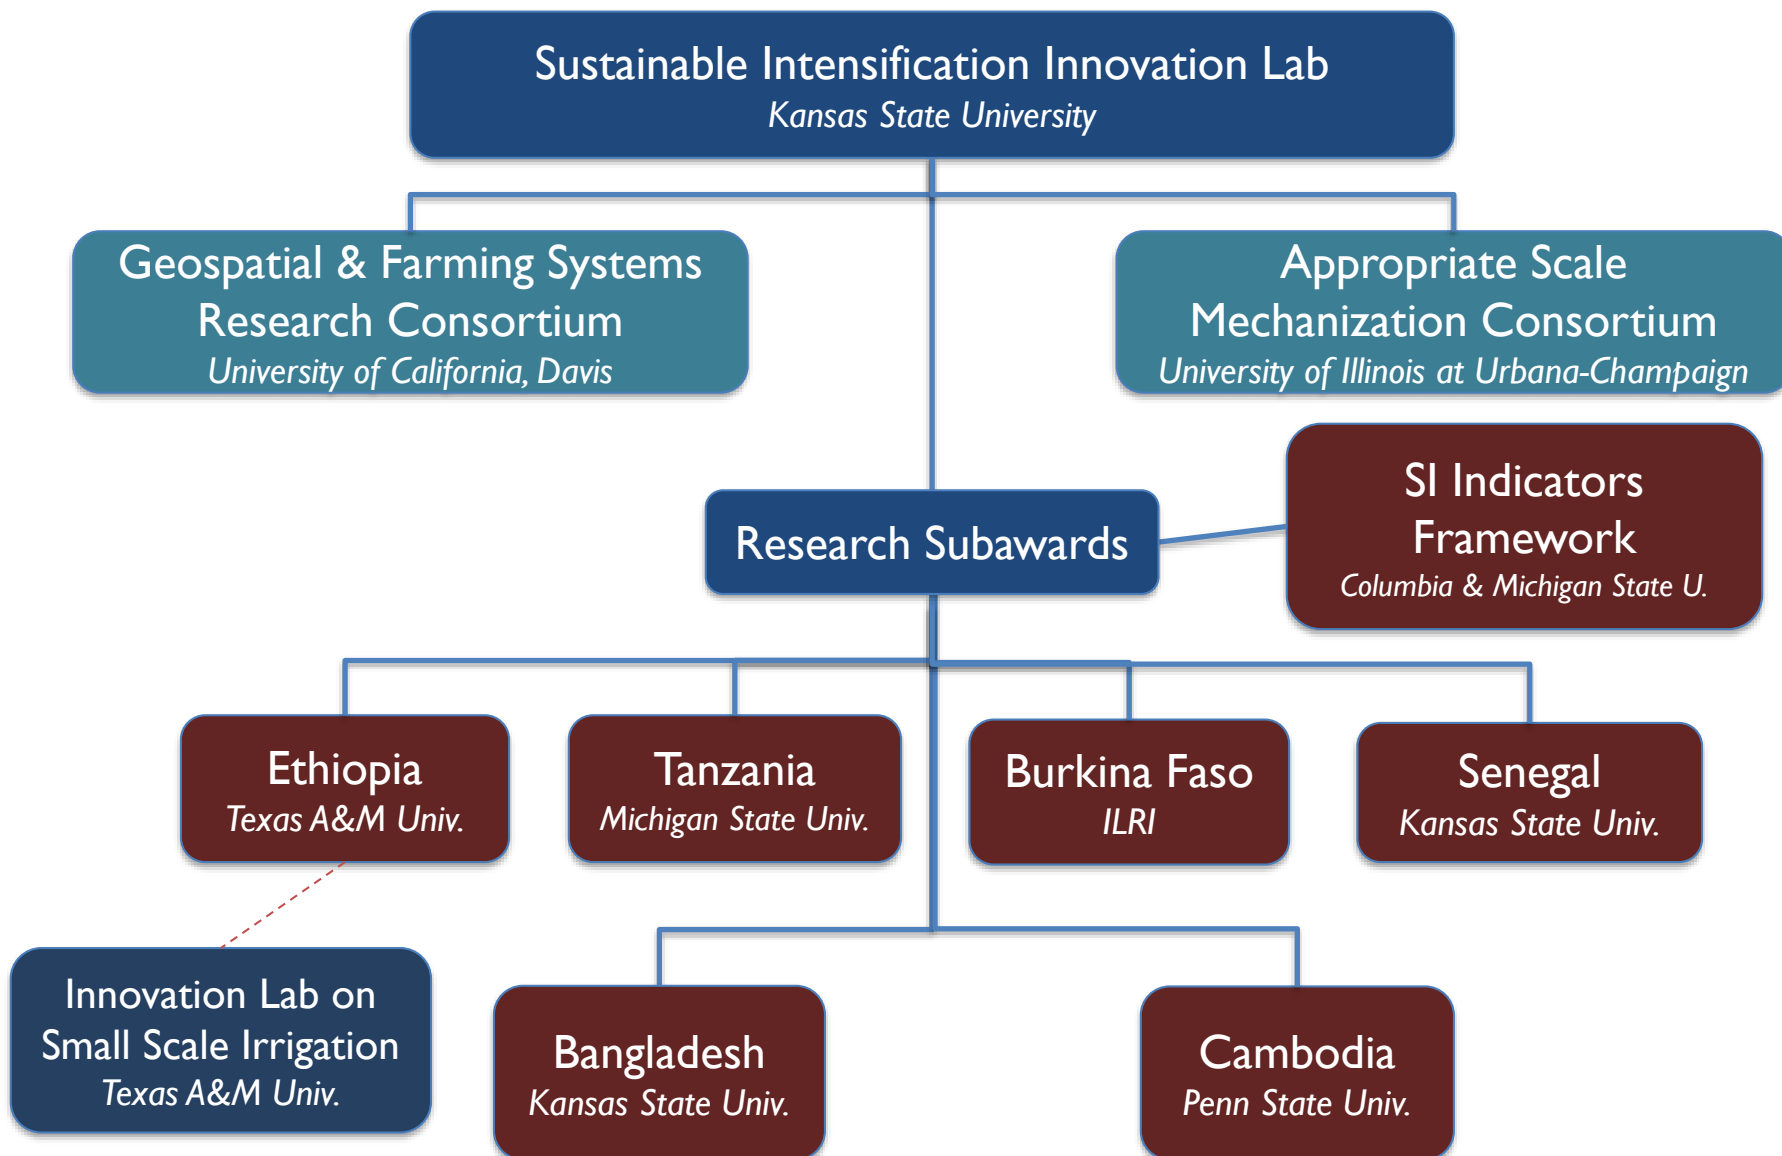 Sustainable Intensification Innovation Lab
Kansas State University
Geospatial & Farming Systems
Research Consortium
University of California, Davis
Appropriate Scale
Mechanization Consortium
University of Illinois at Urbana-Champaign
SI Indicators
Framework
Columbia & Michigan State U.
Research Subawards
Ethiopia
Texas A&M Univ.
Tanzania
Michigan State Univ.
Burkina Faso
ILRI
Senegal
Kansas State Univ.
Innovation Lab on
Small Scale Irrigation
Texas A&M Univ.
Bangladesh
Kansas State Univ.
Cambodia
Penn State Univ.